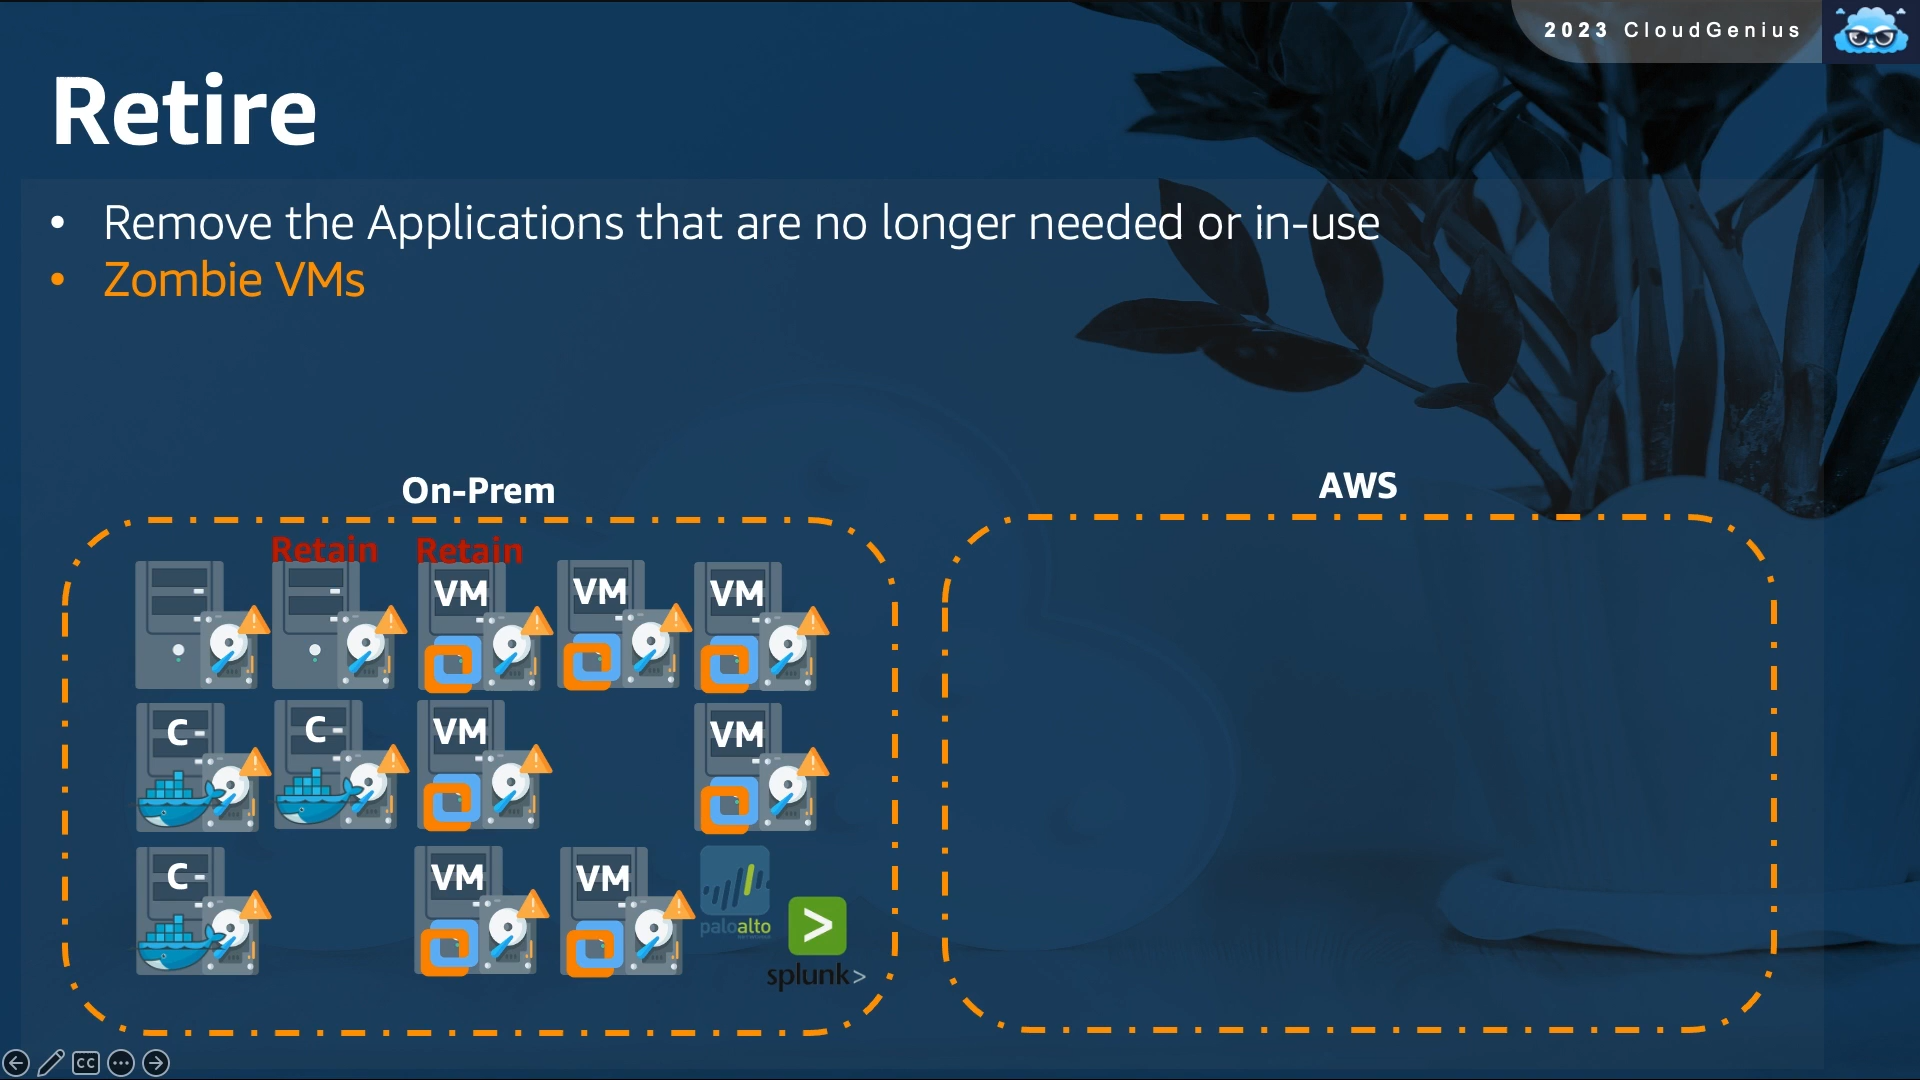 2023 CloudGenius
Retire
• Remove the Applications that are no longer needed or in-use
• Zombie VMs
On-Prem
AWS
Retain Retain
VM VM VM
C C VM VM
C VM VM
paloalto
splunk>
CC